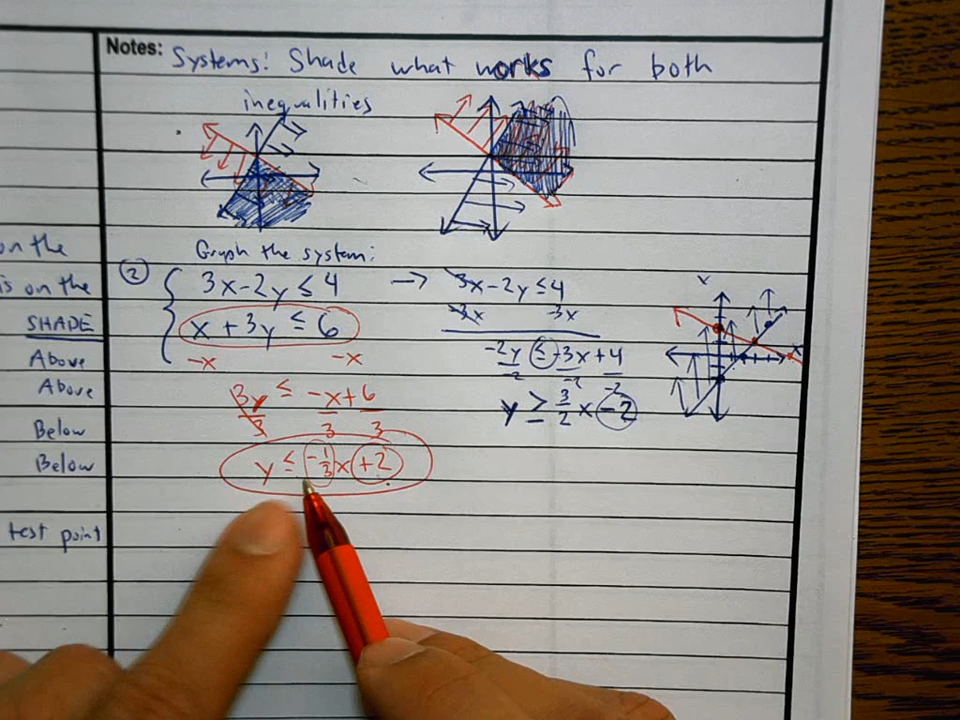 Notes: Systems: Shade what works for both
inequalities
Graph the system:
② 3x-2y≤4 → 3x-2y≤4
x+3y≤6
-3x -3x
-x -x
-2y ≤ -3x+4
-2 -2 -2
3y ≤ -x+6
3 3 3
y ≥ 3/2 x -2
y ≤ -1/3 x +2
on the
is on the
SHADE
Above
Above
Below
Below
test point
Y
X